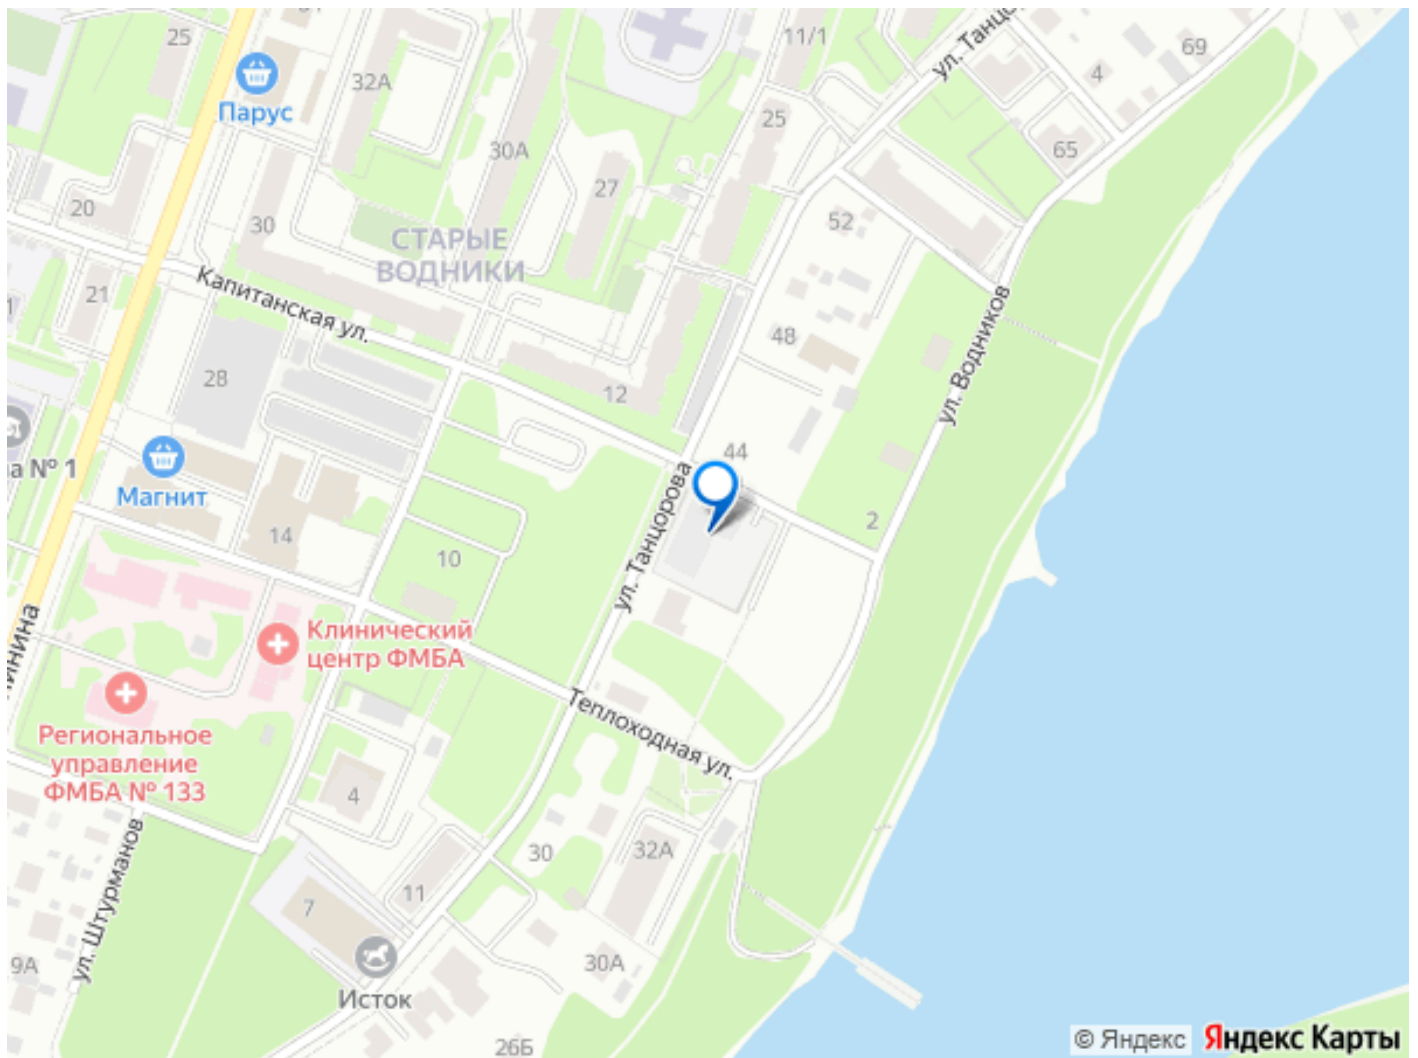 25
ул. Танцо
11/1
69
32А
4
Парус
25
30А
65
27
20
30
52
СТАРЫЕ
ВОДНИКИ
21
Капитанская ул.
ул. Водников
48
28
12
44
а № 1
Магнит
2
14
10
ул. Танцорова
Клинический
центр ФМБА
Теплоходная ул.
Региональное
управление
ФМБА № 133
4
ул. Штурманов
30
32А
11
7
9А
30А
Исток
26Б
© Яндекс Яндекс Карты